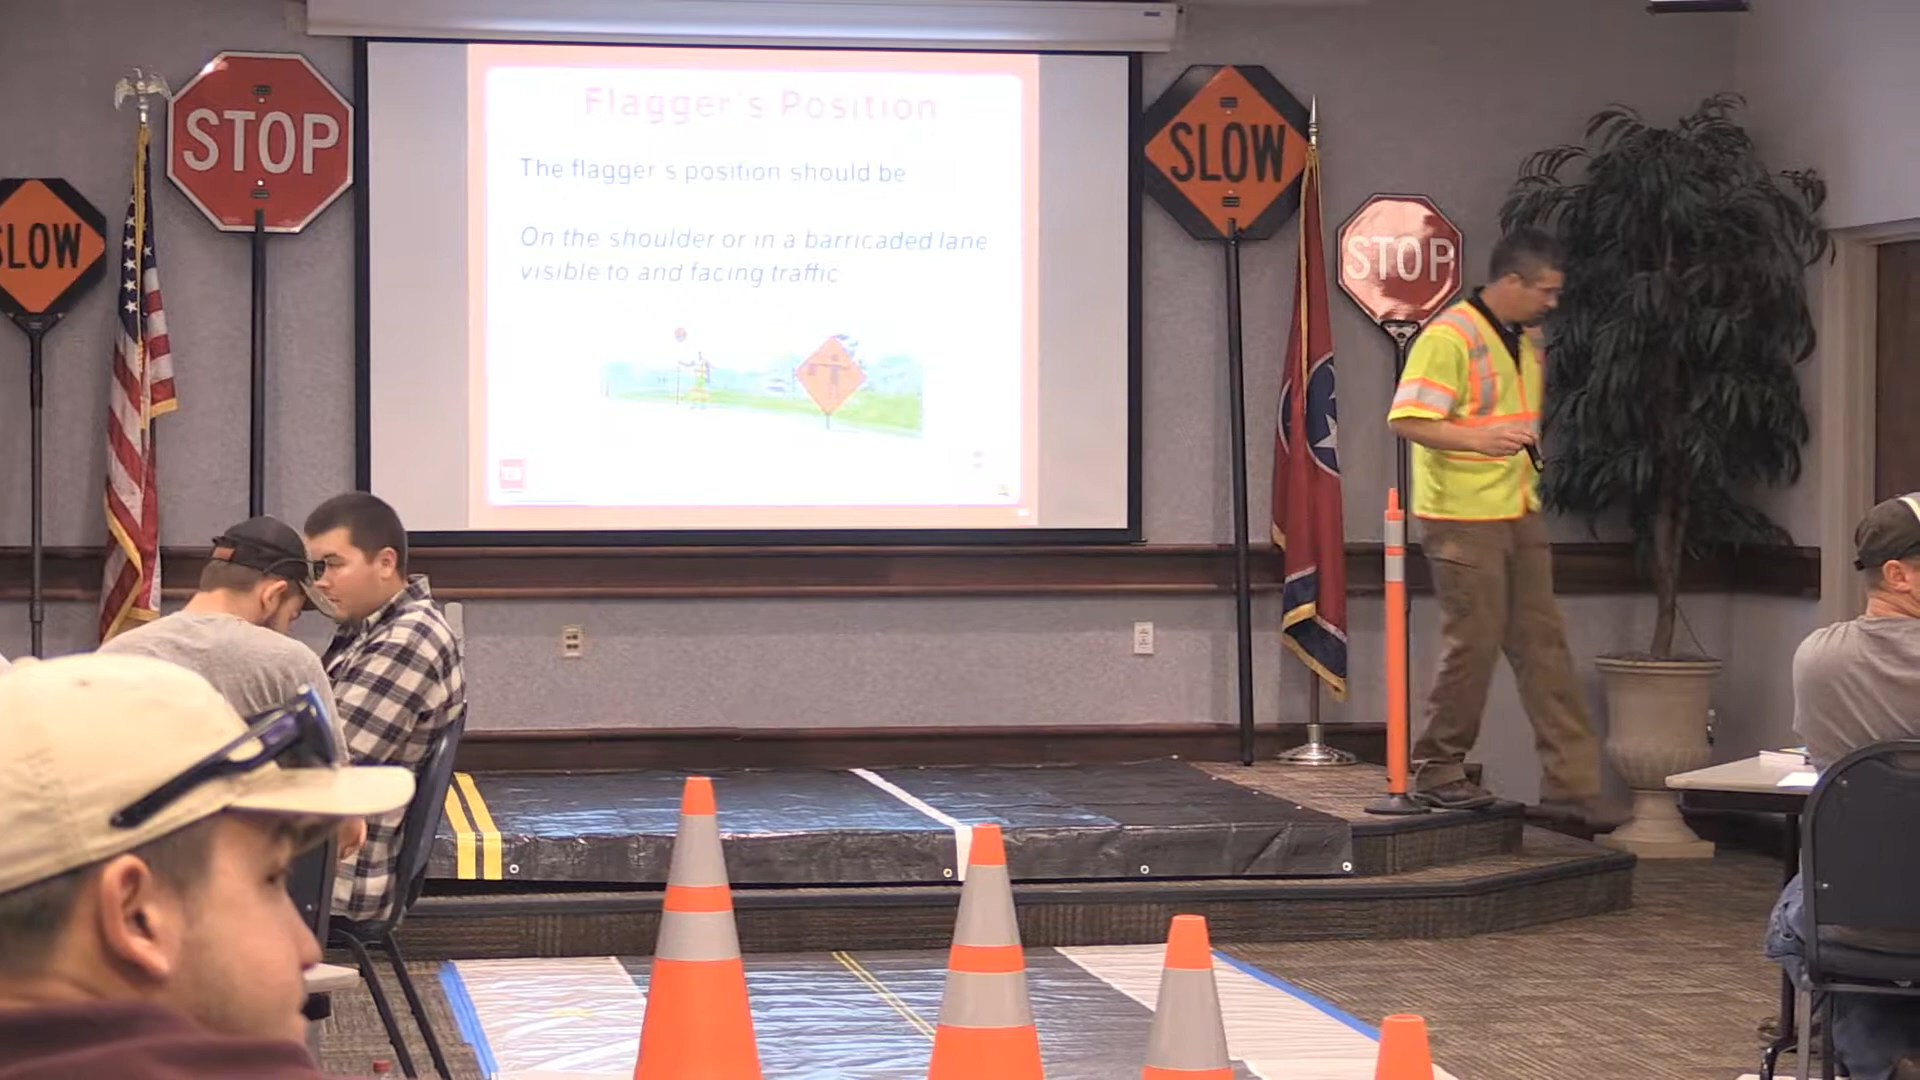 SLOW
STOP
Flagger's Position
The flagger s position should be
On the shoulder or in a barricaded lane
visible to and facing traffic
SLOW
STOP